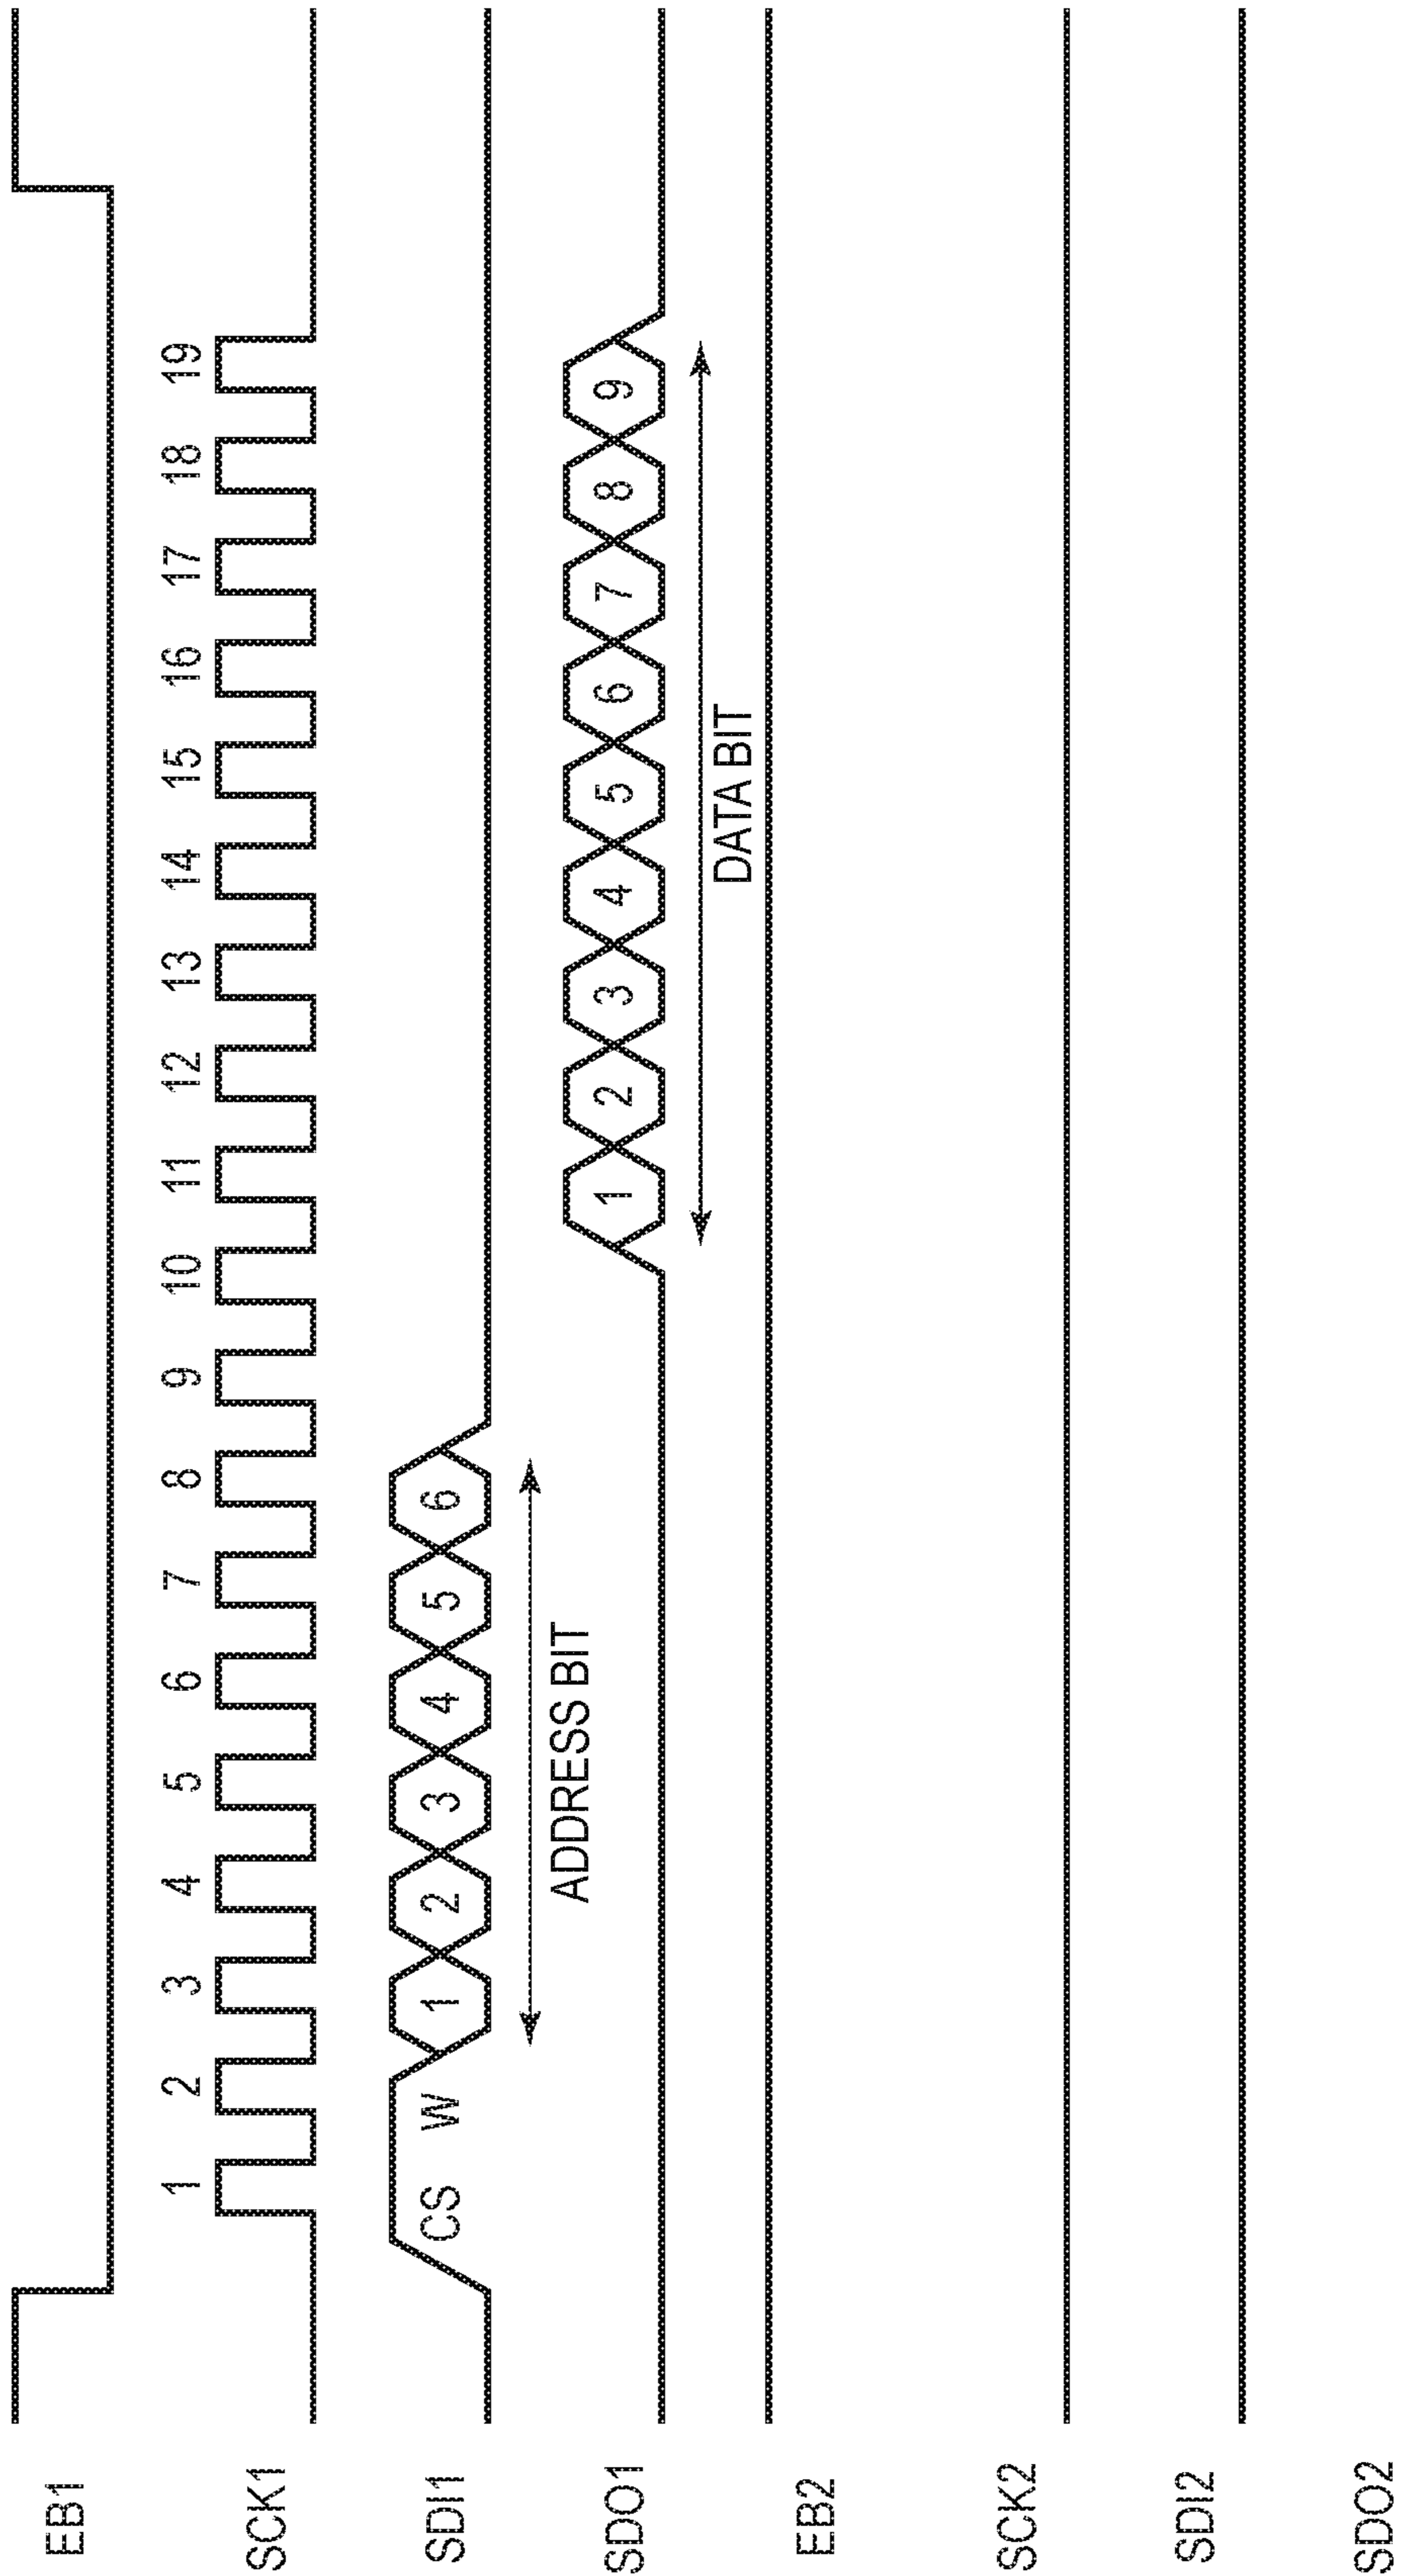 EB1
1 2 3 4 5 6 7 8 9 10 11 12 13 14 15 16 17 18 19
SCK1
CS W 1 2 3 4 5 6
SDI1
ADDRESS BIT
1 2 3 4 5 6 7 8 9
SDO1
DATA BIT
EB2
SCK2
SDI2
SDO2